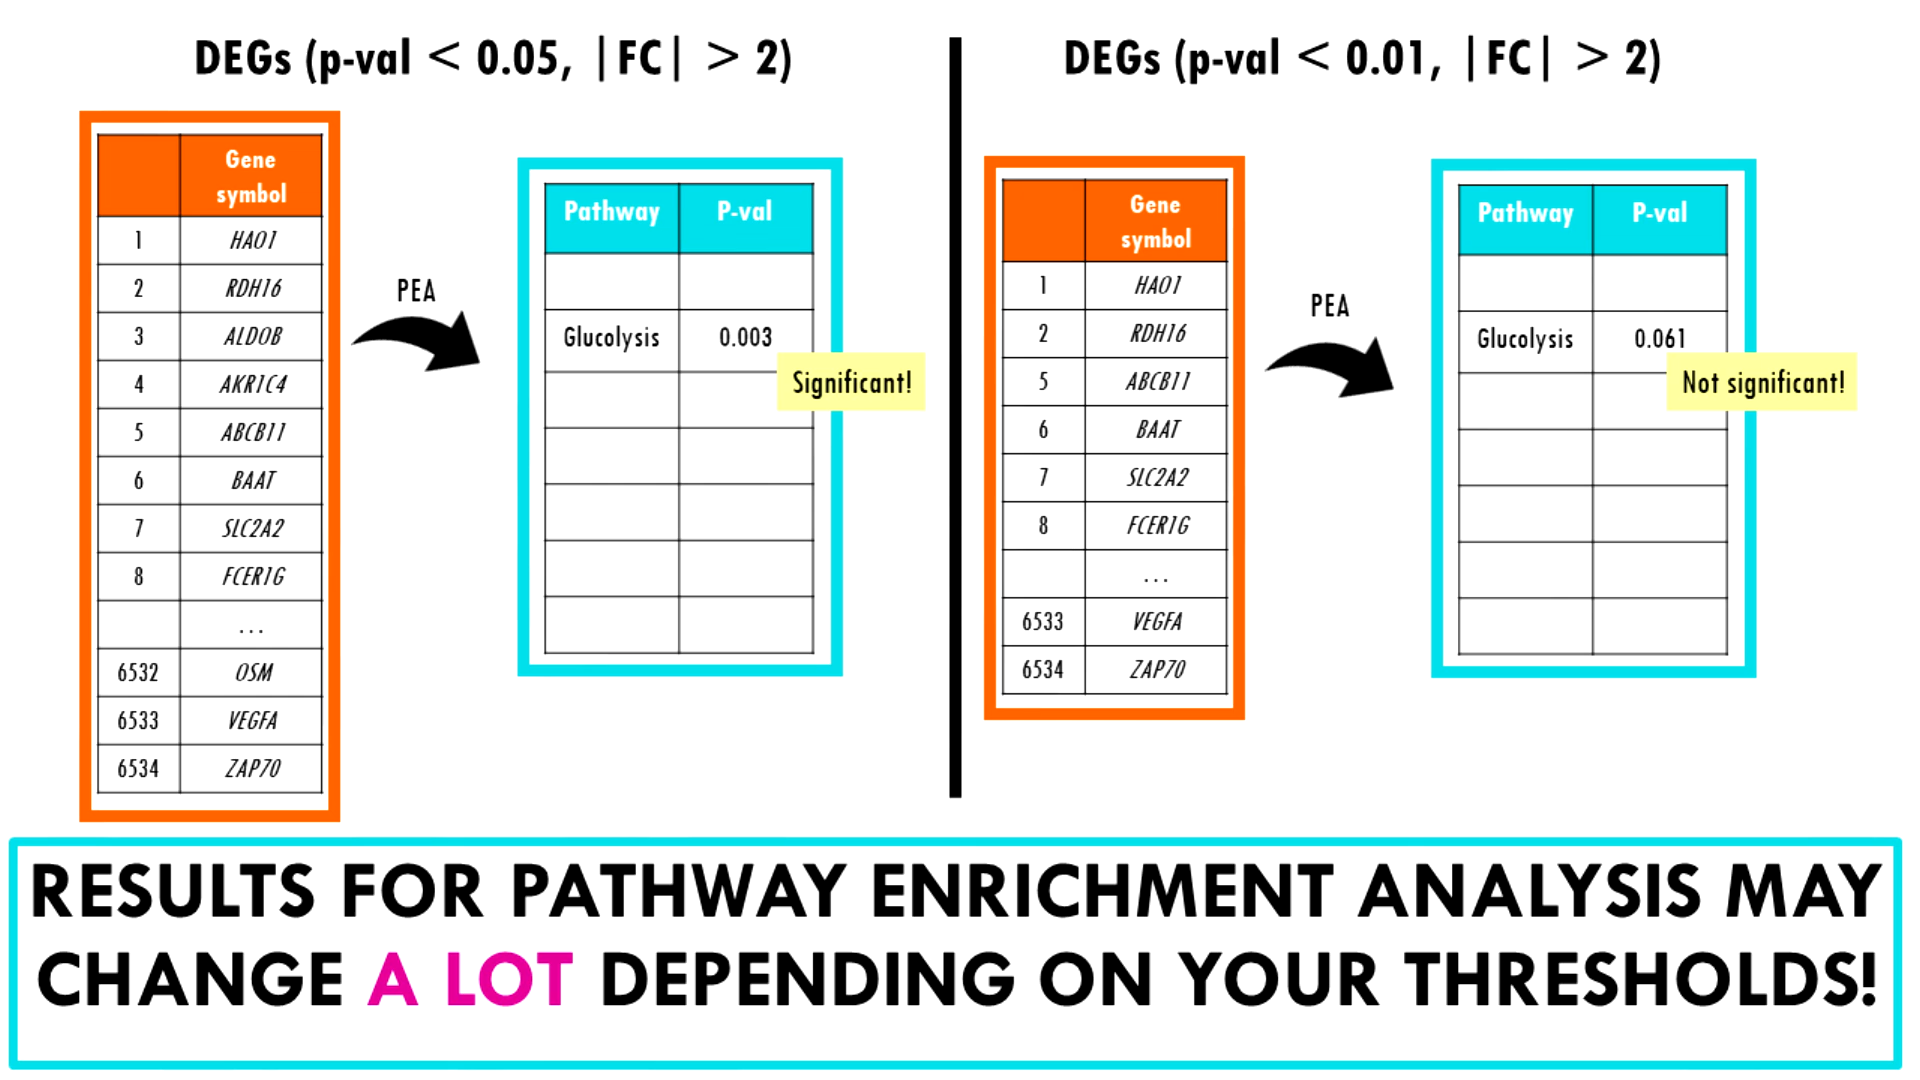 DEGs (p-val < 0.05, |FC| > 2)
Gene
symbol
1 HAO1
2 RDH16
3 ALDOB
4 AKR1C4
5 ABCB11
6 BAAT
7 SLC2A2
8 FCER1G
...
6532 OSM
6533 VEGFA
6534 ZAP70
PEA
Pathway P-val
Glucolysis 0.003
Significant!
DEGs (p-val < 0.01, |FC| > 2)
Gene
symbol
1 HAO1
2 RDH16
5 ABCB11
6 BAAT
7 SLC2A2
8 FCER1G
...
6533 VEGFA
6534 ZAP70
PEA
Pathway P-val
Glucolysis 0.061
Not significant!
RESULTS FOR PATHWAY ENRICHMENT ANALYSIS MAY
CHANGE A LOT DEPENDING ON YOUR THRESHOLDS!